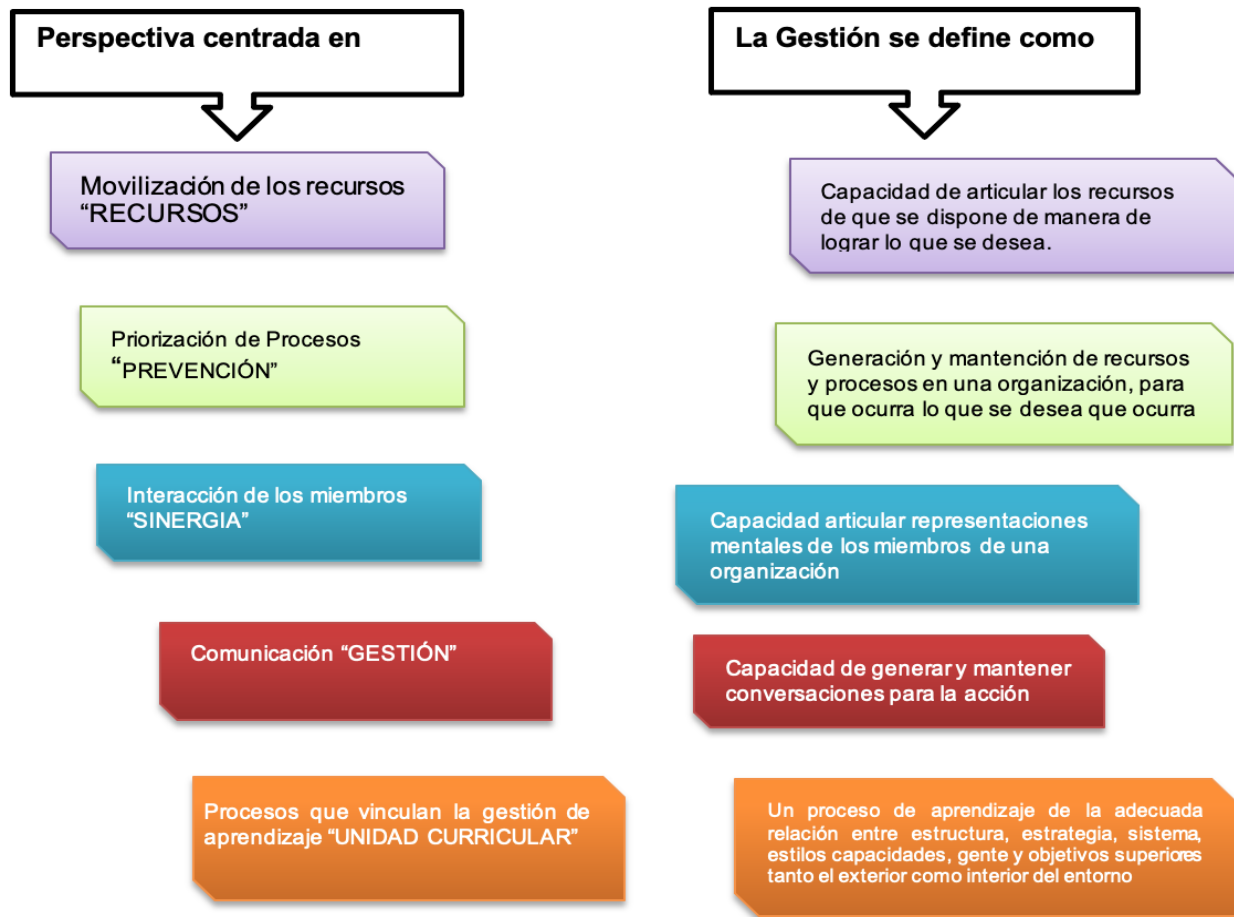 Perspectiva centrada en
La Gestión se define como
Movilización de los recursos
“RECURSOS”
Capacidad de articular los recursos
de que se dispone de manera de
lograr lo que se desea.
Priorización de Procesos
“PREVENCIÓN”
Generación y mantención de recursos
y procesos en una organización, para
que ocurra lo que se desea que ocurra
Interacción de los miembros
“SINERGIA”
Capacidad articular representaciones
mentales de los miembros de una
organización
Comunicación “GESTIÓN”
Capacidad de generar y mantener
conversaciones para la acción
Procesos que vinculan la gestión de
aprendizaje “UNIDAD CURRICULAR”
Un proceso de aprendizaje de la adecuada
relación entre estructura, estrategia, sistema,
estilos capacidades, gente y objetivos superiores
tanto el exterior como interior del entorno